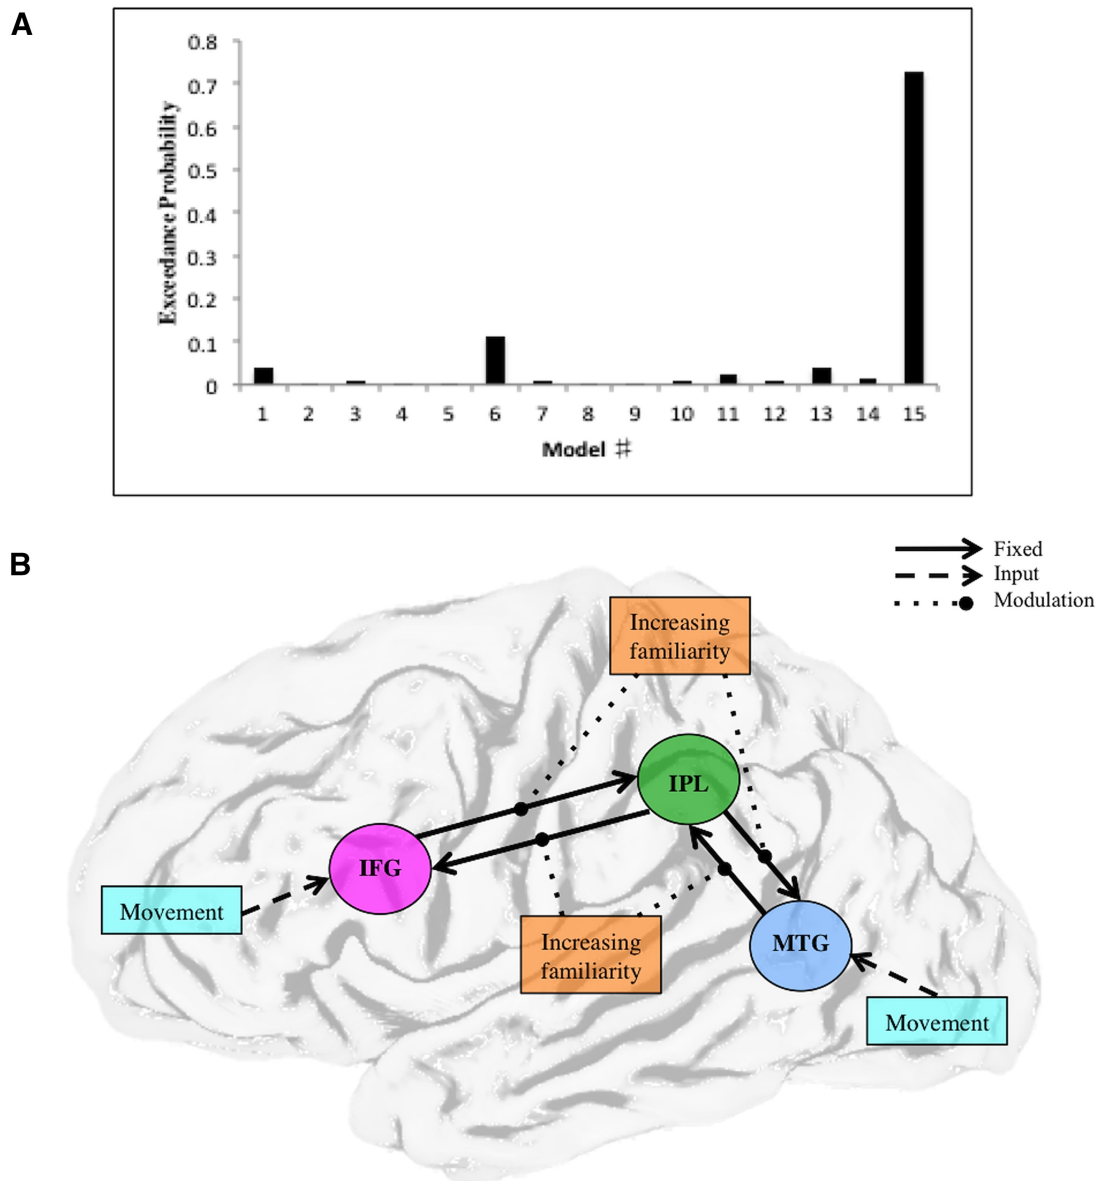 A
0.8
0.7
0.6
0.5
0.4
0.3
0.2
0.1
0
Exceedance Probability
1 2 3 4 5 6 7 8 9 10 11 12 13 14 15
Model #
B
Fixed
Input
Modulation
Increasing
familiarity
IPL
IFG
Movement
MTG
Increasing
familiarity
Movement